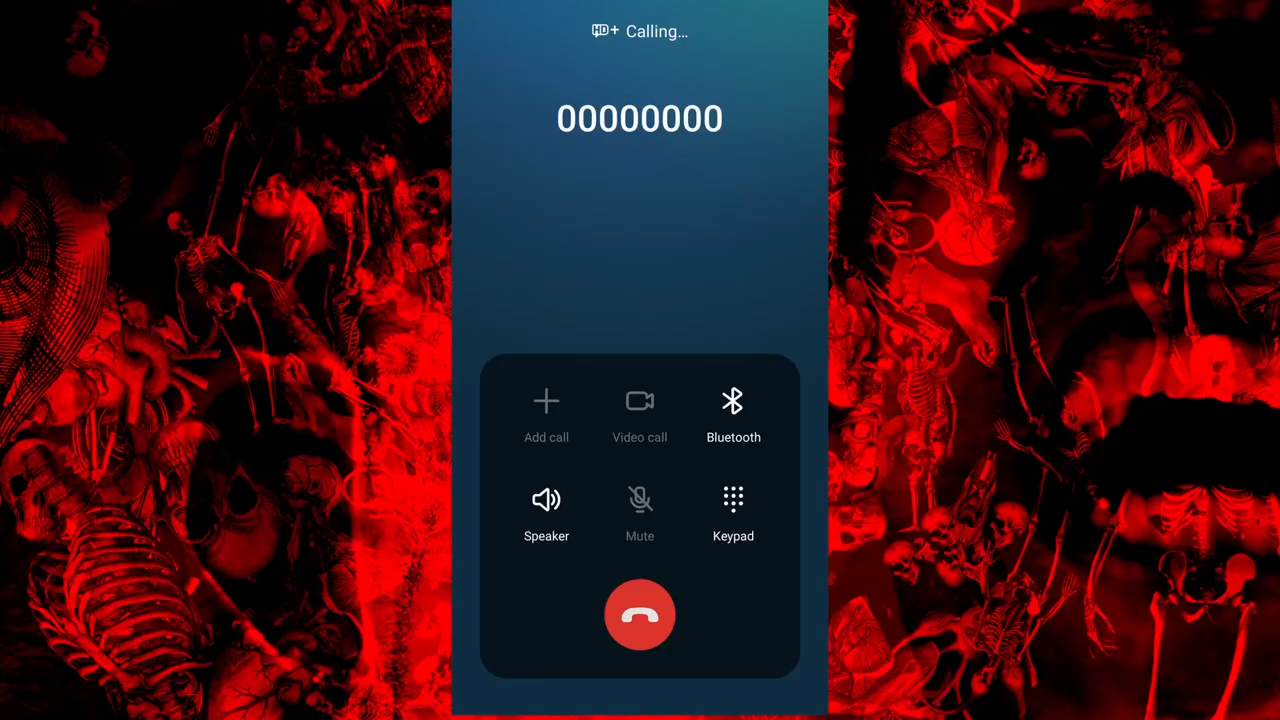 HD+ Calling...
00000000
Add call Video call Bluetooth
Speaker Mute Keypad